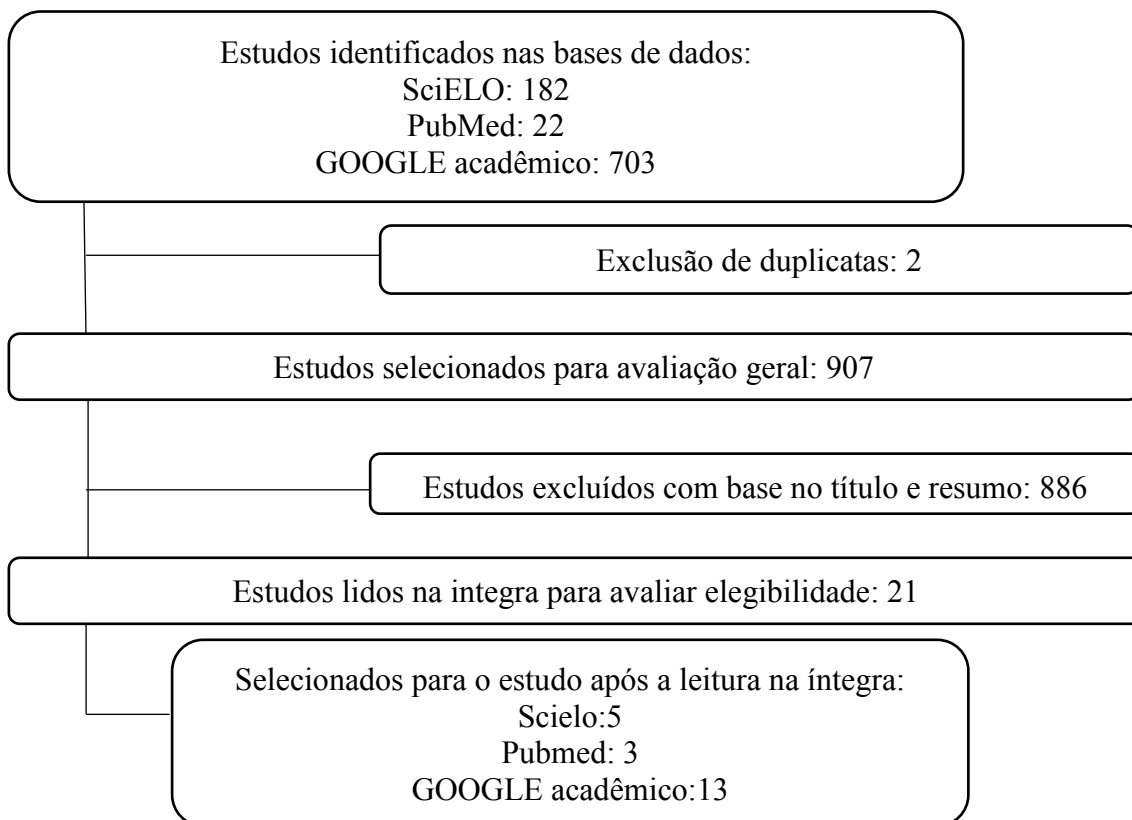 Estudos identificados nas bases de dados:
SciELO: 182
PubMed: 22
GOOGLE acadêmico: 703
Exclusão de duplicatas: 2
Estudos selecionados para avaliação geral: 907
Estudos excluídos com base no título e resumo: 886
Estudos lidos na integra para avaliar elegibilidade: 21
Selecionados para o estudo após a leitura na íntegra:
Scielo:5
Pubmed: 3
GOOGLE acadêmico:13